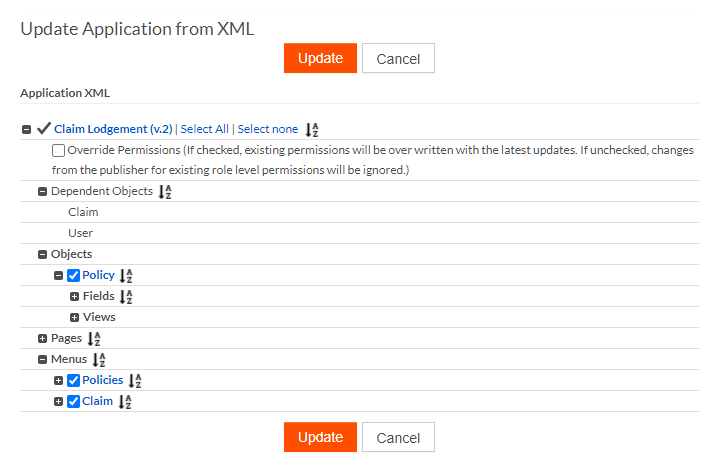 Update Application from XML
Update Cancel
Application XML
Claim Lodgement (v.2) | Select All | Select none
Override Permissions (If checked, existing permissions will be over written with the latest updates. If unchecked, changes
from the publisher for existing role level permissions will be ignored.)
Dependent Objects
Claim
User
Objects
Policy
Fields
Views
Pages
Menus
Policies
Claim
Update Cancel